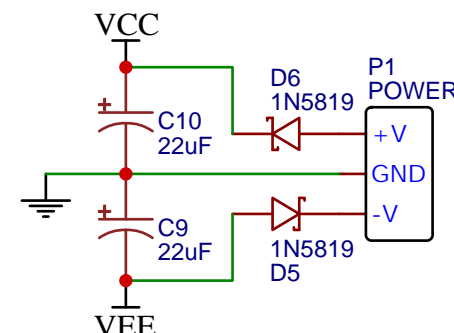 VCC
D6
1N5819
P1
POWER
+
C10
22uF
+V
GND
-V
+
C9
22uF
1N5819
D5
VEE